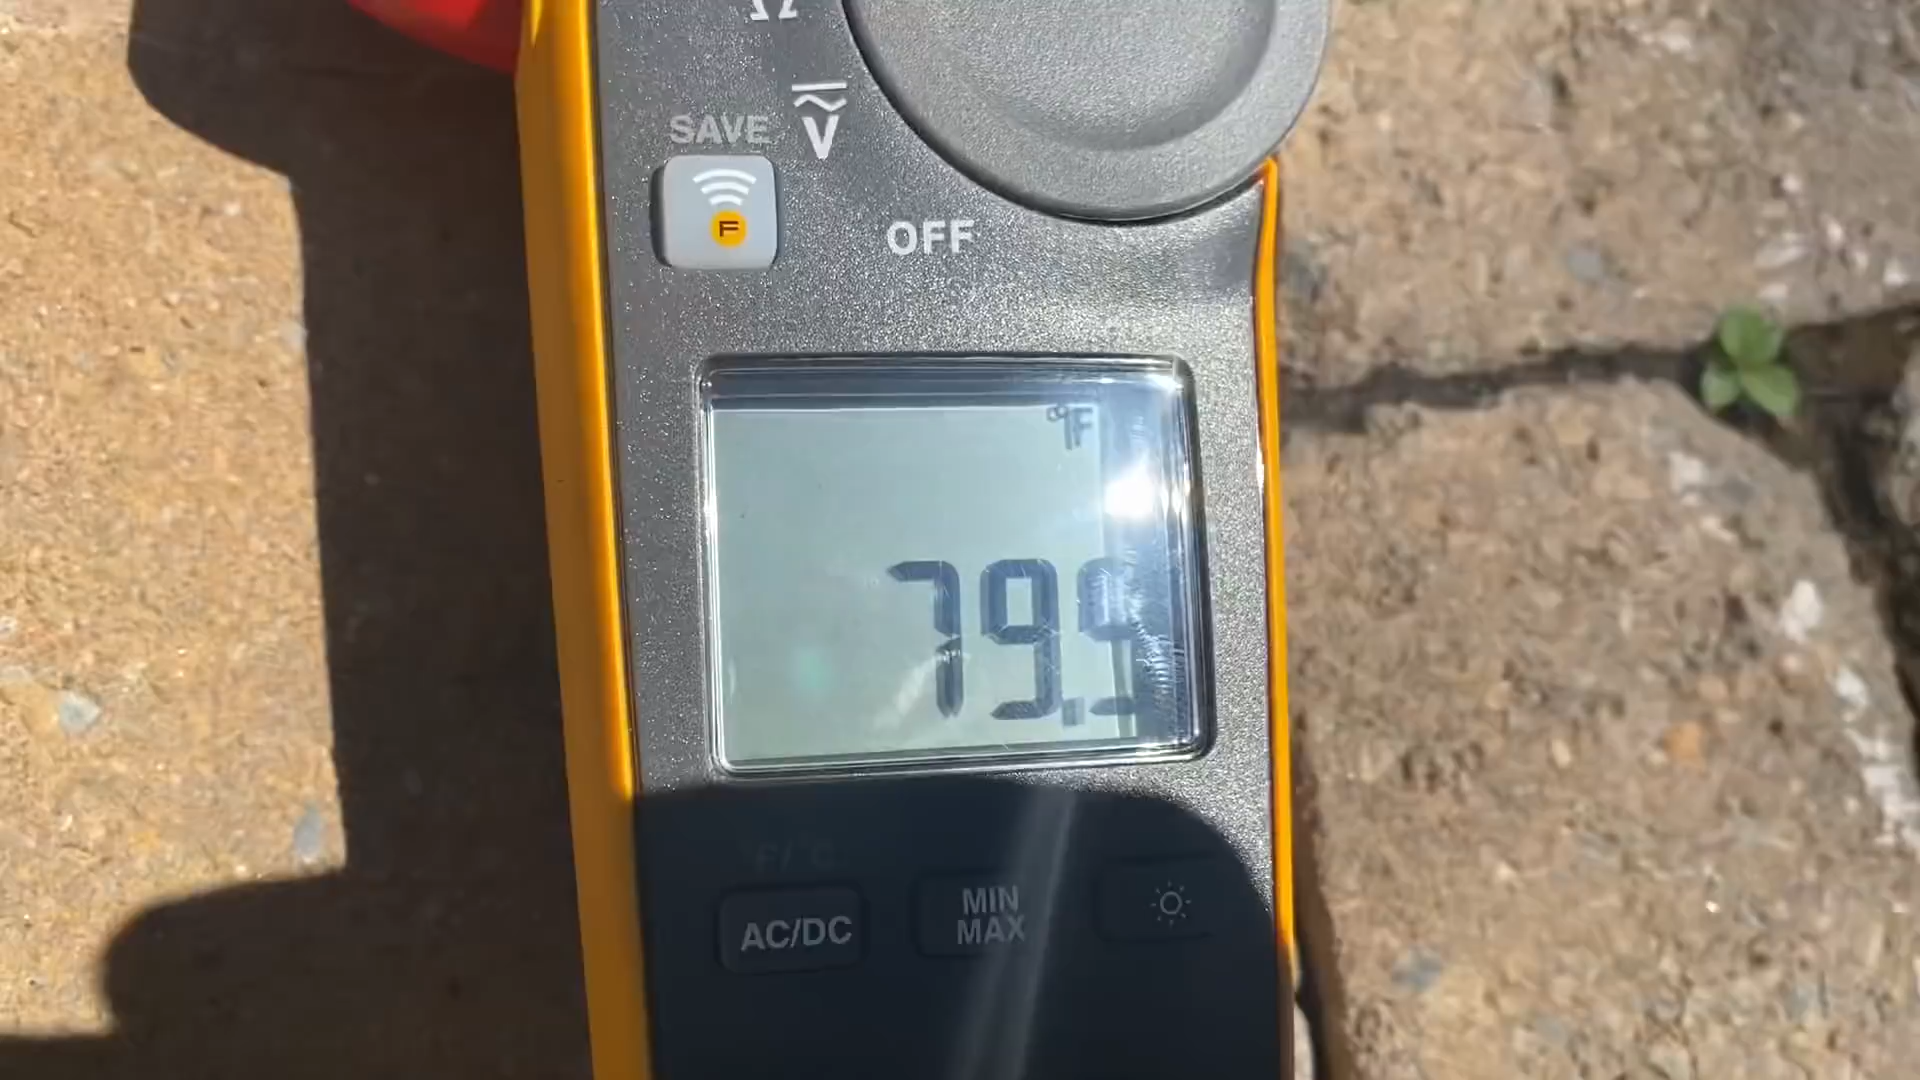 Ω
V
SAVE
F
OFF
°F
79.9
°F/°C
AC/DC
MIN
MAX